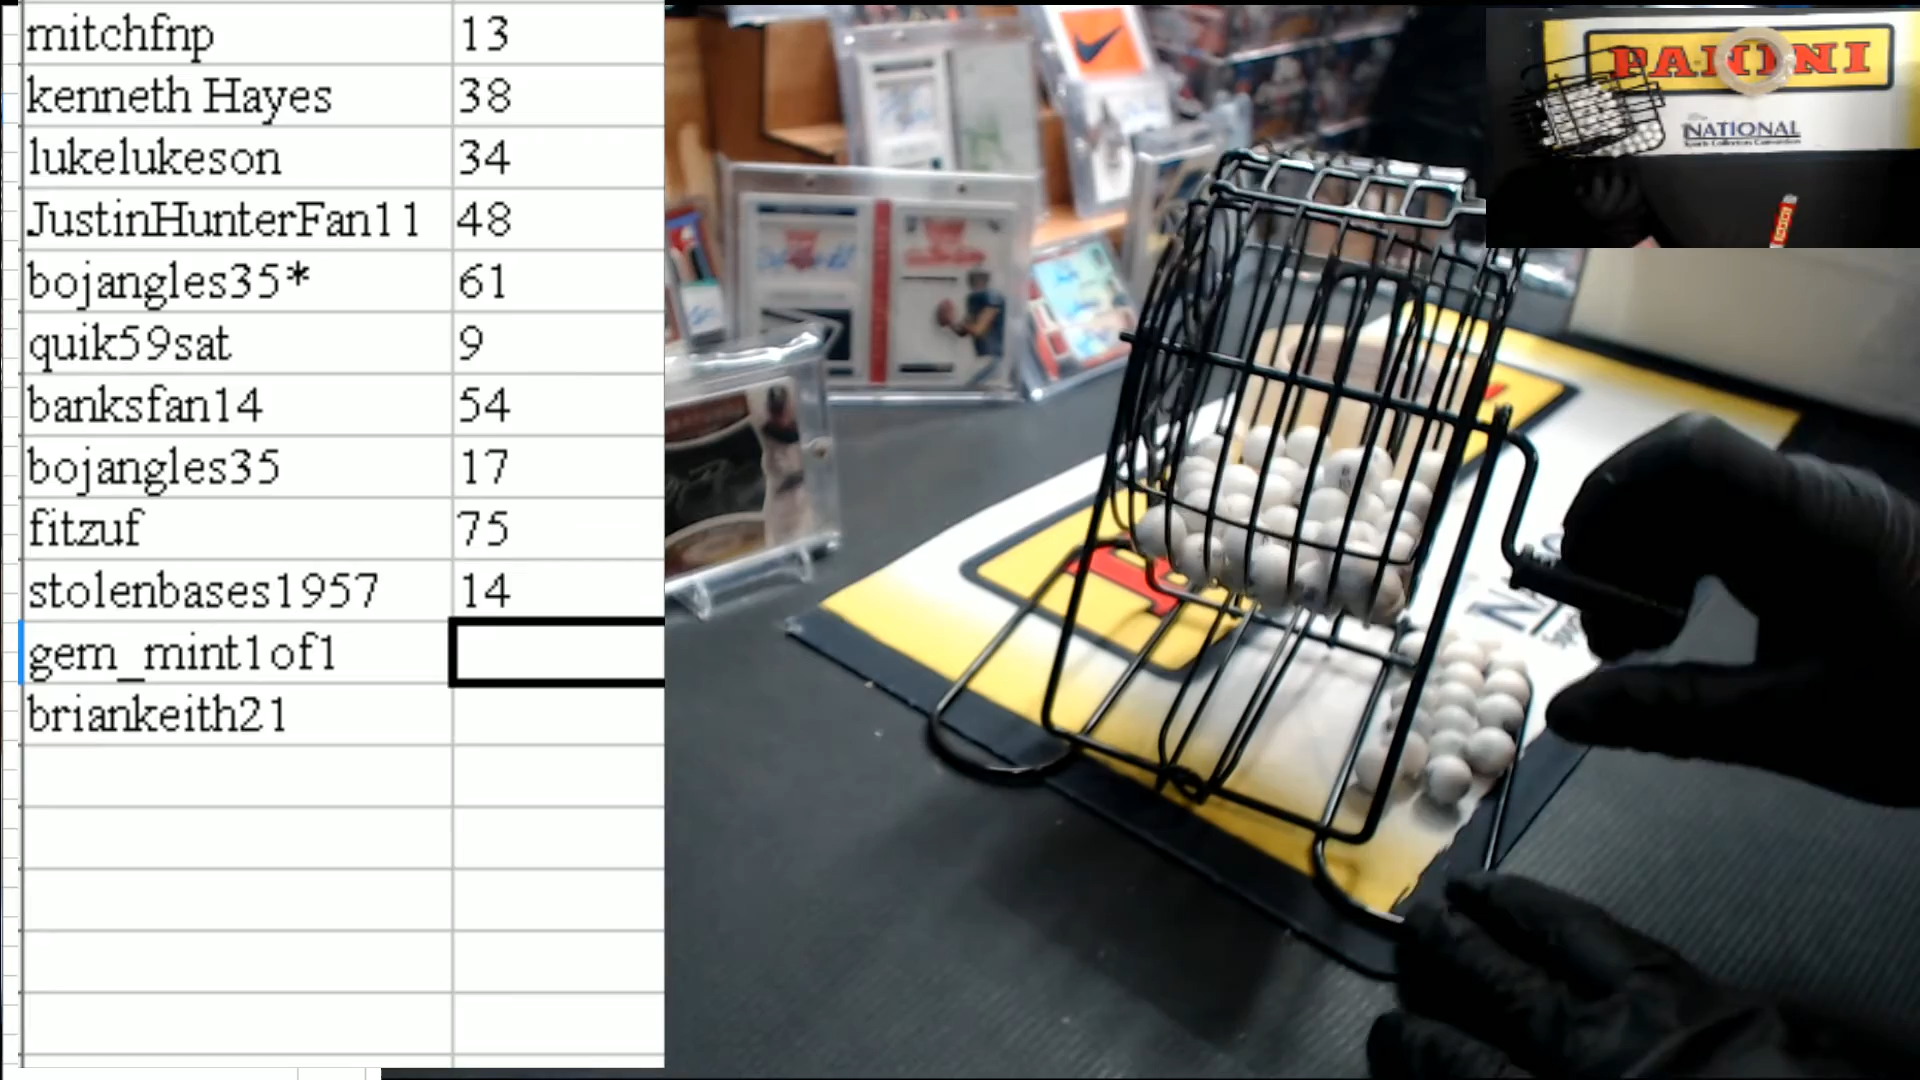 mitchfnp 13
kenneth Hayes 38
lukelukeson 34
JustinHunterFan11 48
bojangles35* 61
quik59sat 9
banksfan14 54
bojangles35 17
fitzuf 75
stolenbases1957 14
gem_mint1of1
briankeith21
PANINI
NATIONAL